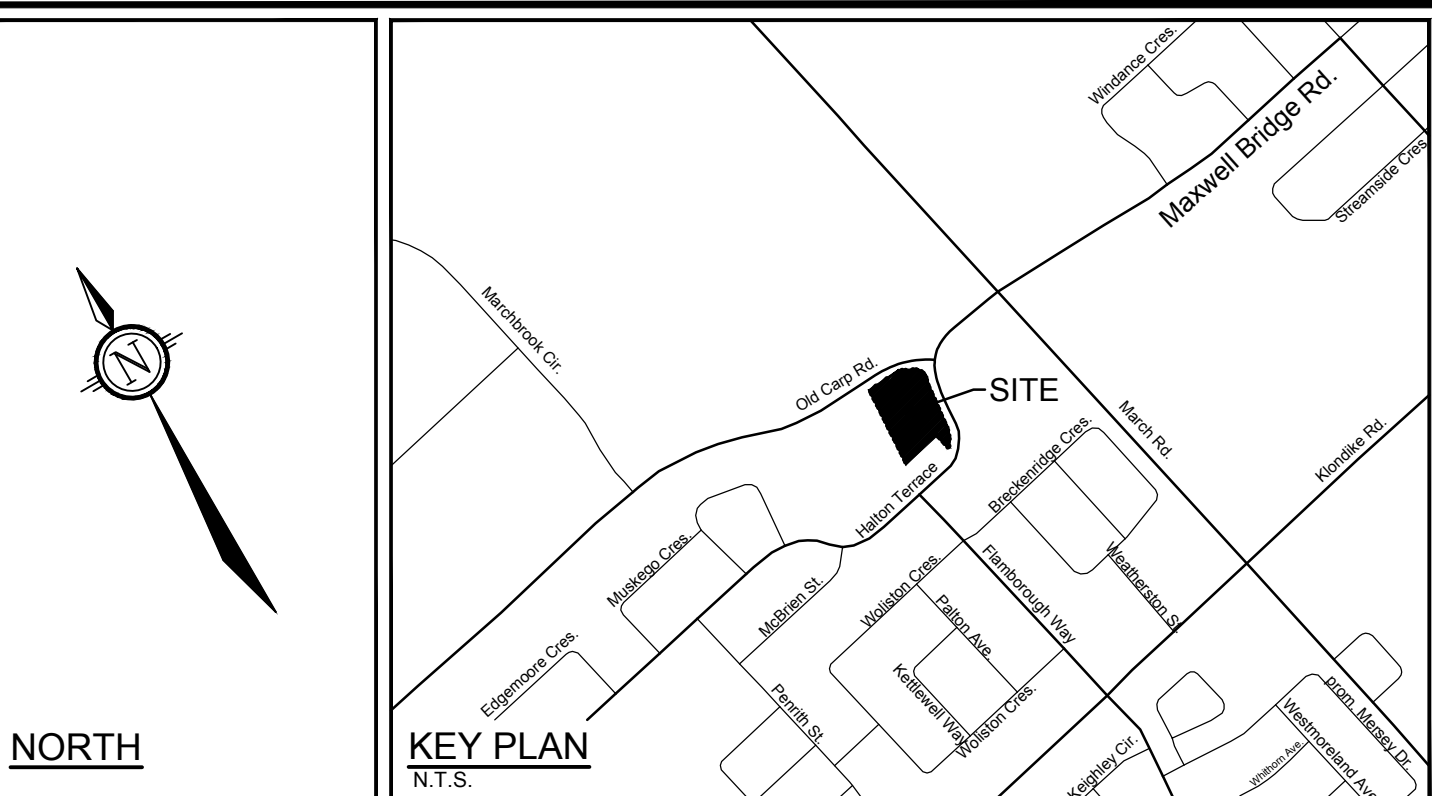 N
NORTH
Windance Cres.
Maxwell Bridge Rd.
Streamside Cres.
Marchbrook Cir.
Old Carp Rd.
SITE
March Rd.
Klondike Rd.
Breckenridge Cres.
Halton Terrace
Muskego Cres.
McBrien St.
Woliston Cres.
Flamborough Way
Weatherston St.
Palton Ave.
Edgemoore Cres.
Kettlewell Way
Woliston Cres.
Penrith St.
prom. Mersey Dr.
Westmoreland Ave
Whithorn Ave.
Keighley Cir.
KEY PLAN
N.T.S.